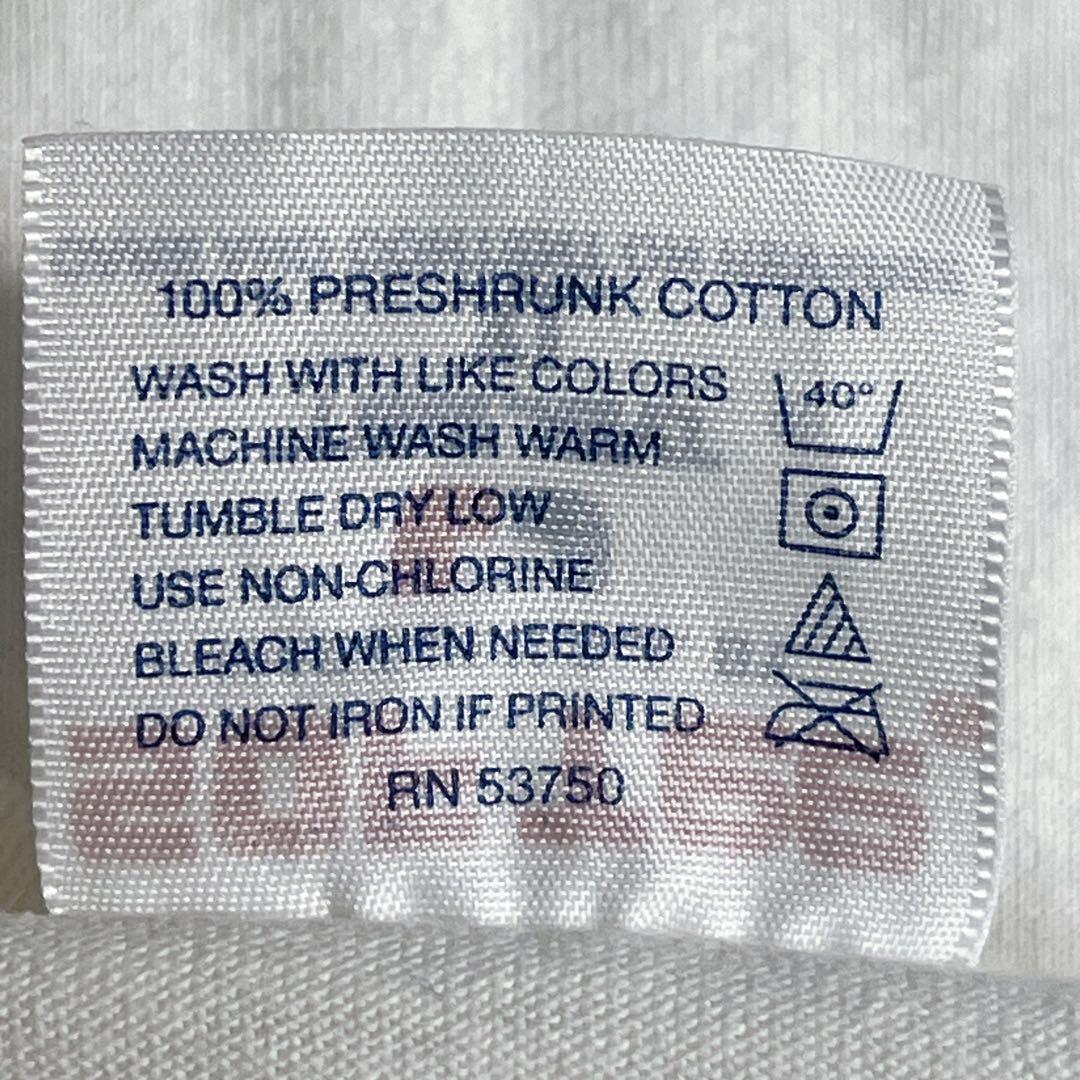 100% PRESHRUNK COTTON
WASH WITH LIKE COLORS
40°
MACHINE WASH WARM
TUMBLE DRY LOW
USE NON-CHLORINE
BLEACH WHEN NEEDED
DO NOT IRON IF PRINTED
RN 53750